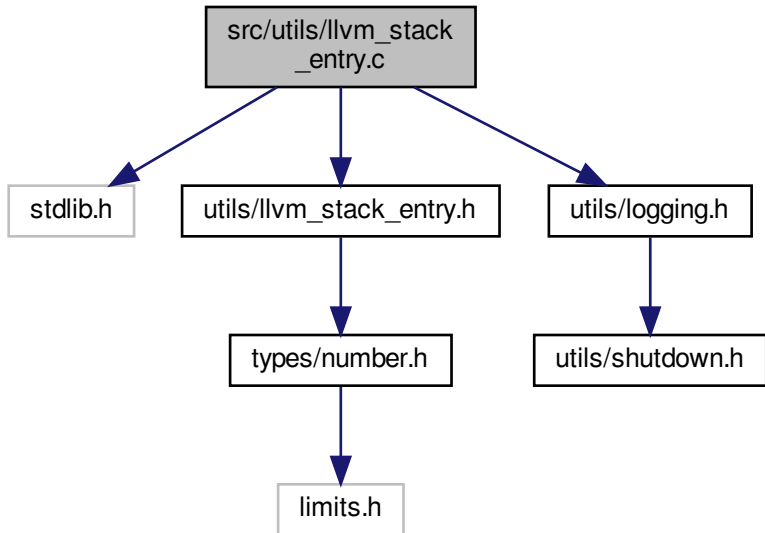 src/utils/llvm_stack
_entry.c
stdlib.h
utils/llvm_stack_entry.h
utils/logging.h
types/number.h
utils/shutdown.h
limits.h